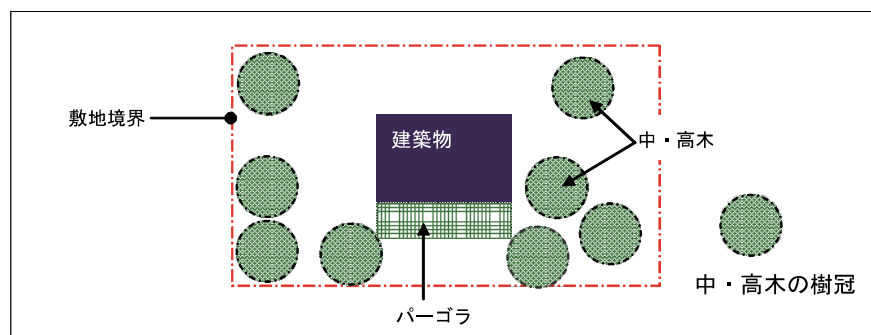 敷地境界
建築物
中・高木
中・高木の樹冠
パーゴラ